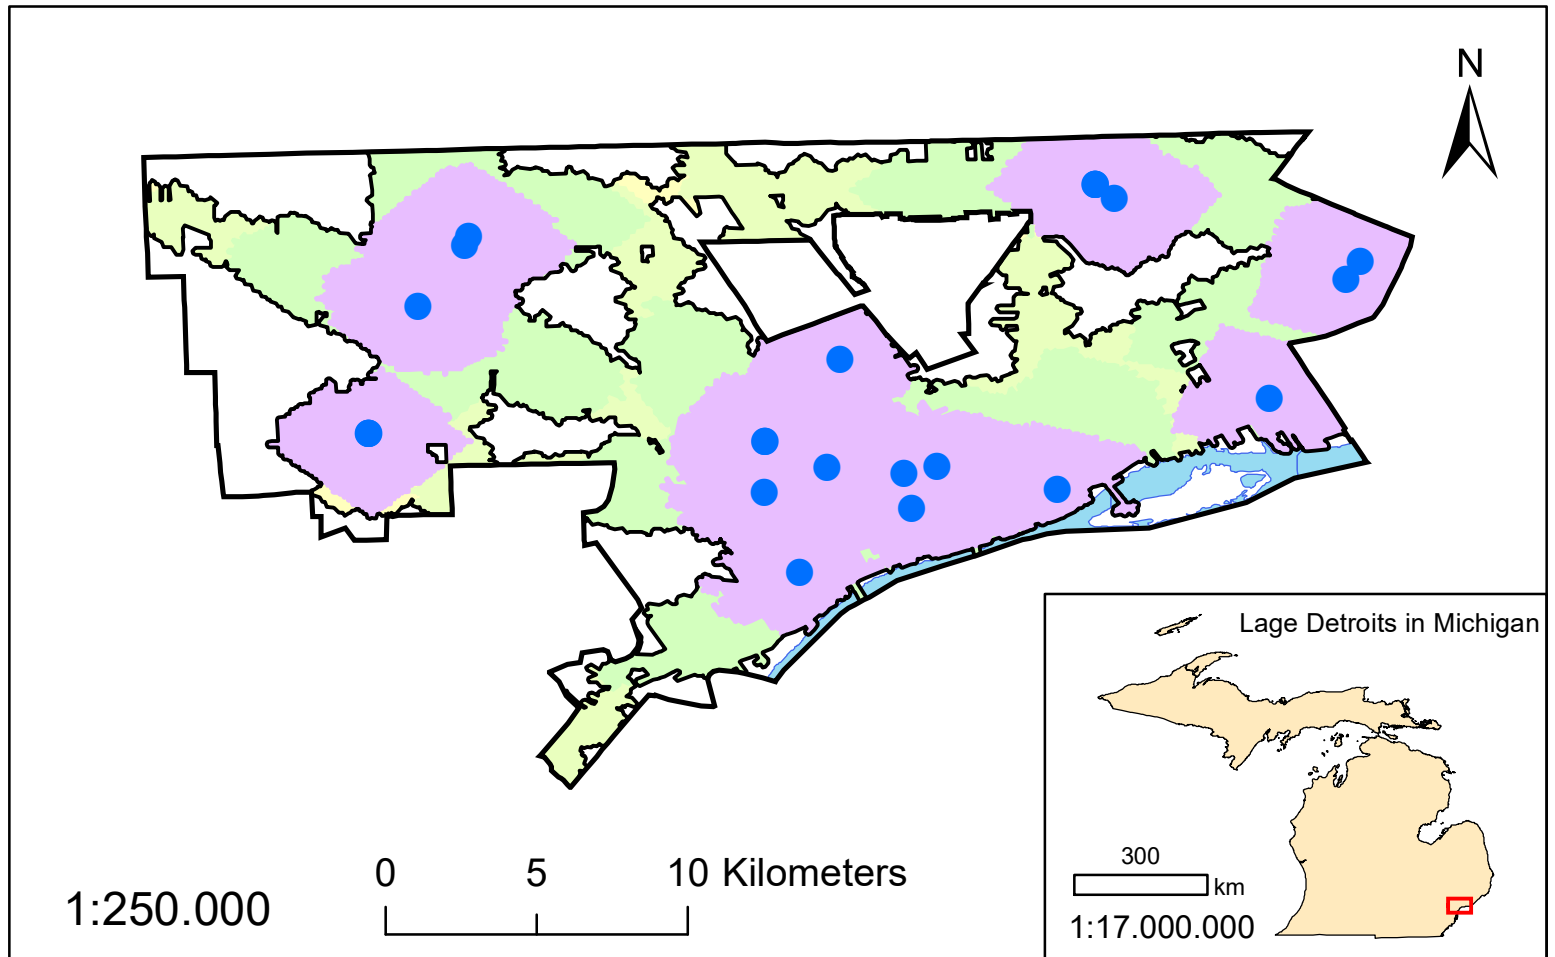 N
Lage Detroits in Michigan
0 5 10 Kilometers
1:250.000
300
km
1:17.000.000